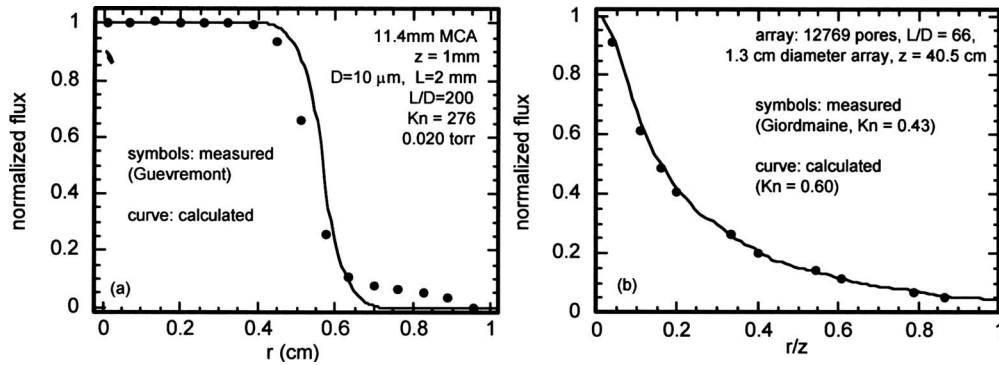 normalized flux
1
0.8
0.6
0.4
0.2
0
11.4mm MCA
z = 1mm
D=10 μm, L=2 mm
L/D=200
Kn = 276
0.020 torr
symbols: measured
(Guevremont)
curve: calculated
(a)
0
0.2
0.4
0.6
0.8
1
r (cm)
normalized flux
1
0.8
0.6
0.4
0.2
0
array: 12769 pores, L/D = 66,
1.3 cm diameter array, z = 40.5 cm
symbols: measured
(Giordmaine, Kn = 0.43)
curve: calculated
(Kn = 0.60)
(b)
0
0.2
0.4
0.6
0.8
1
r/z